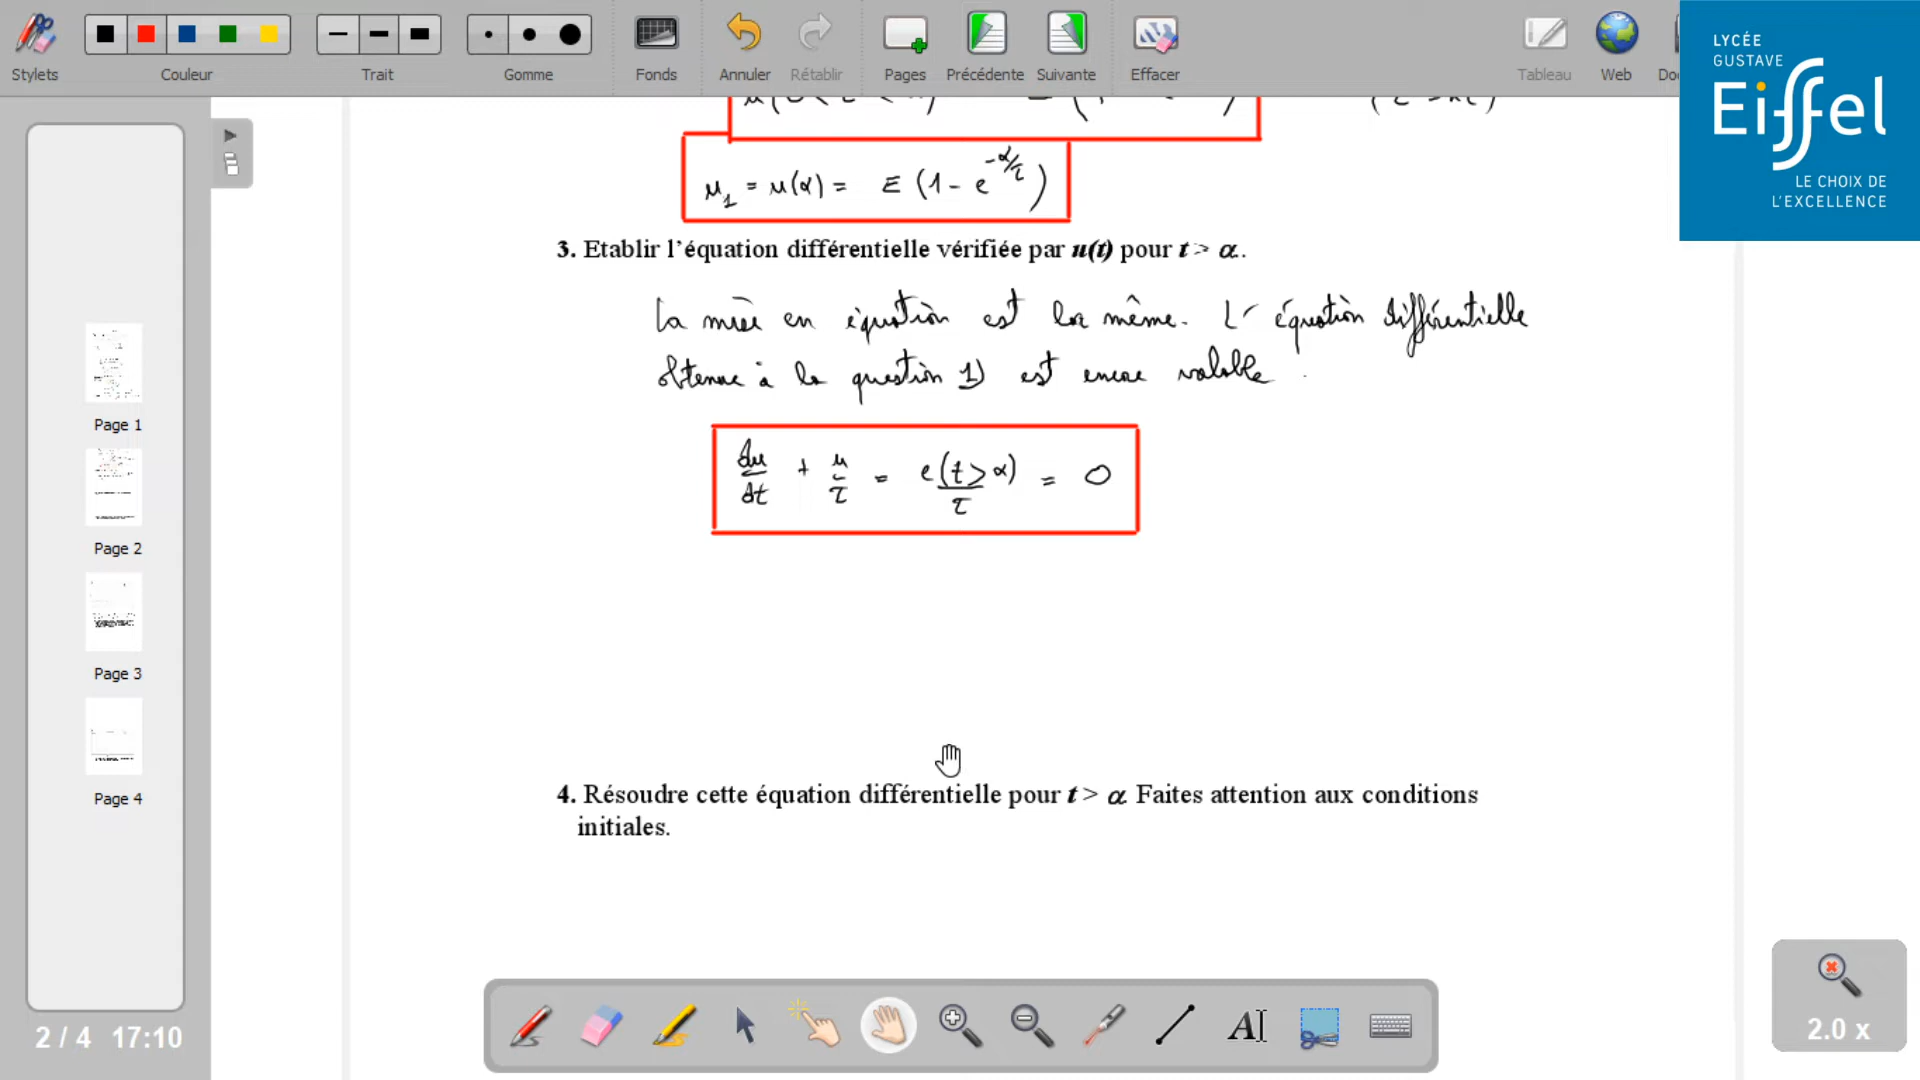 Stylets
Couleur
Trait
Gomme
Fonds
Annuler
Rétablir
Pages
Précédente
Suivante
Effacer
Tableau
Web
LYCÉE
GUSTAVE
Eiffel
LE CHOIX DE
L'EXCELLENCE
u₁ = u(α) = E (1 - e^{-α/τ})
3. Etablir l'équation différentielle vérifiée par u(t) pour t > α.
La mise en équation est la même. L' équation différentielle
obtenue à la question 1) est encore valable.
du/dt + u/τ = e(t>α)/τ = 0
4. Résoudre cette équation différentielle pour t > α. Faites attention aux conditions
initiales.
Page 1
Page 2
Page 3
Page 4
2 / 4 17:10
2.0 x